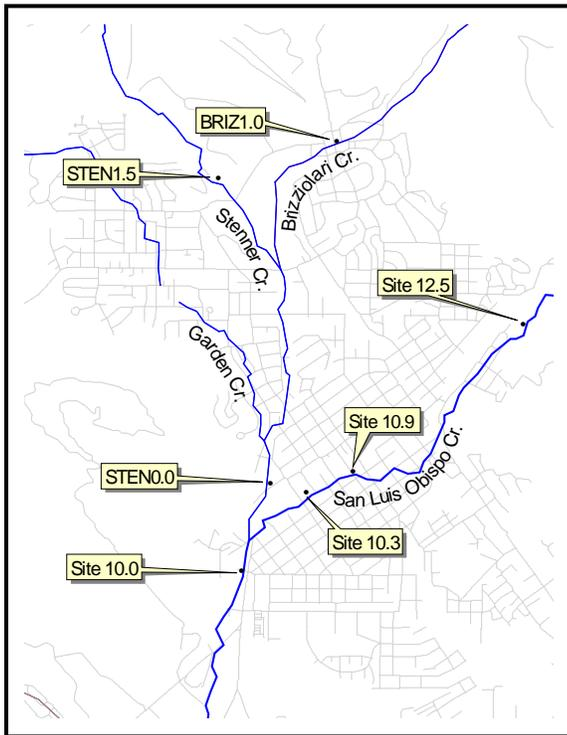 BRIZ1.0
STEN1.5
Brizziolari Cr.
Stenner Cr.
Site 12.5
Garden Cr.
Site 10.9
San Luis Obispo Cr.
STEN0.0
Site 10.3
Site 10.0